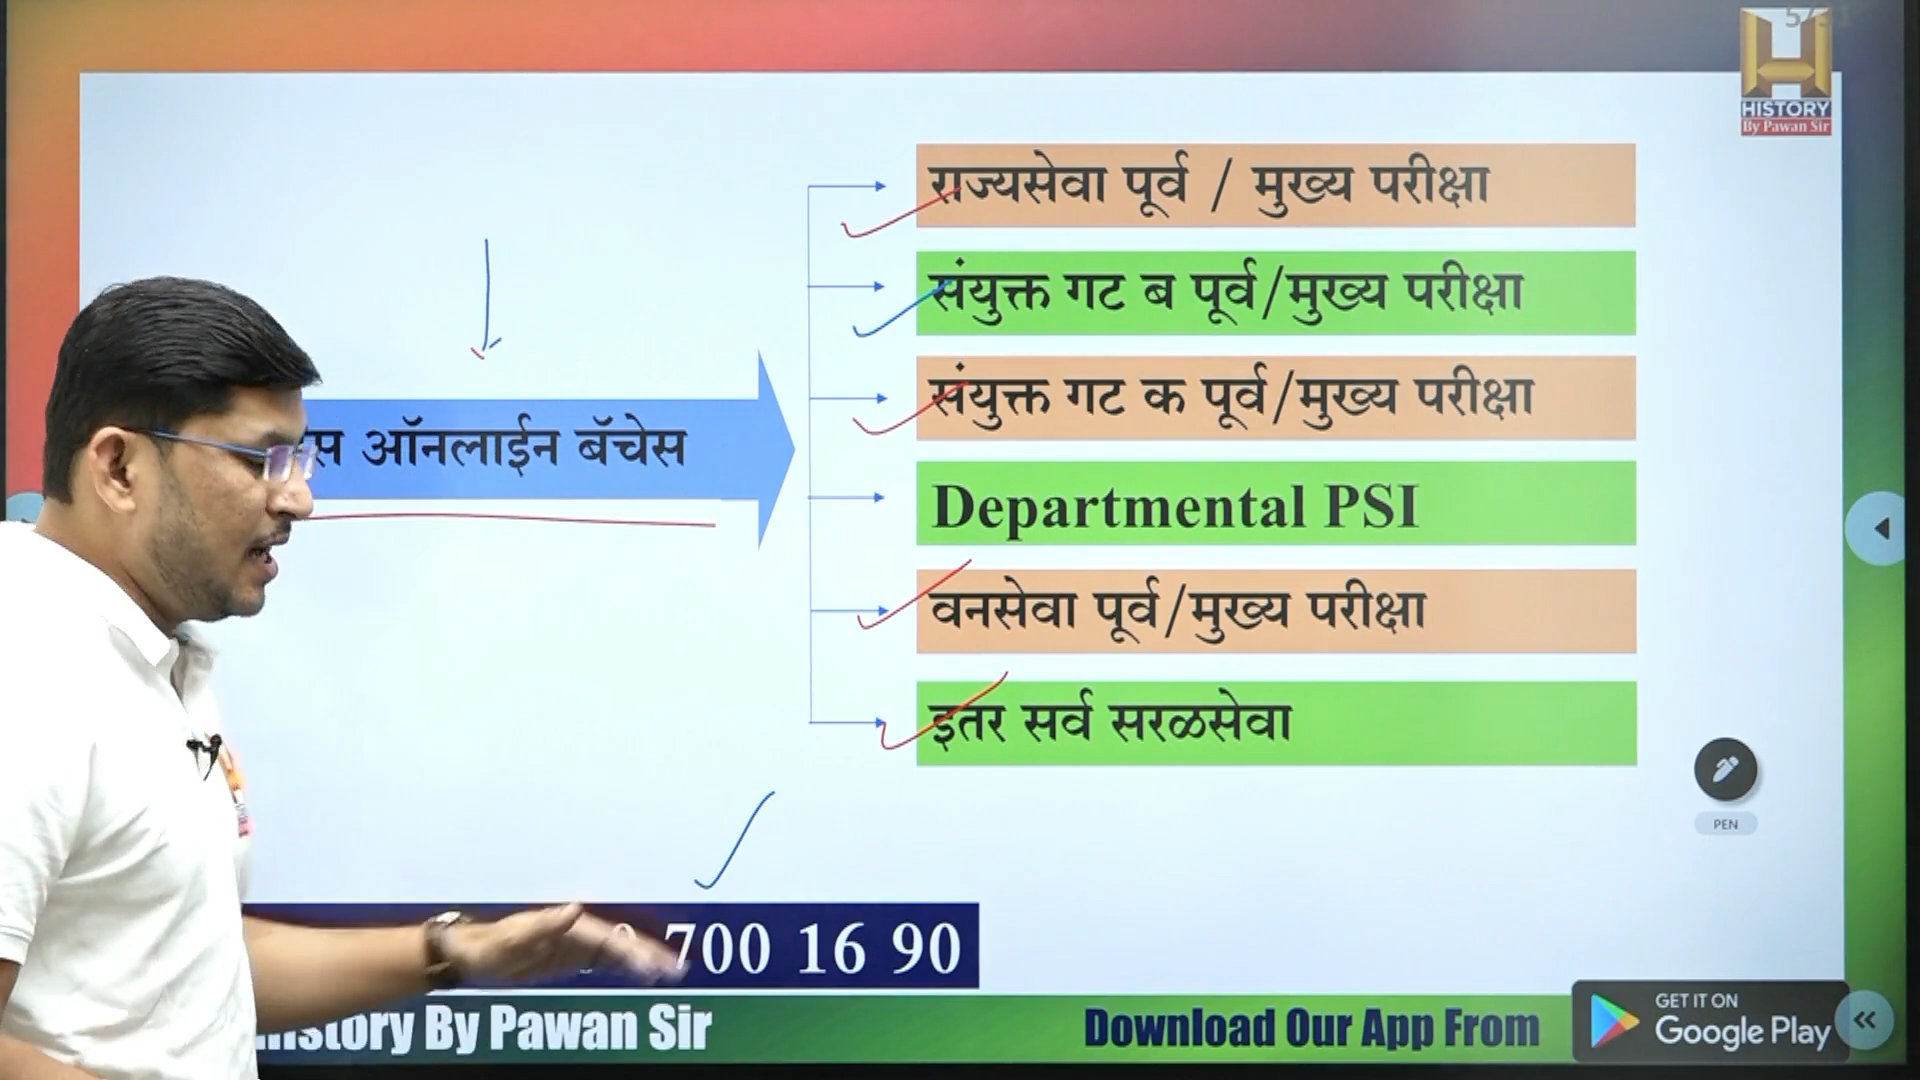 HISTORY
By Pawan Sir
राज्यसेवा पूर्व / मुख्य परीक्षा
संयुक्त गट ब पूर्व/मुख्य परीक्षा
संयुक्त गट क पूर्व/मुख्य परीक्षा
ऑनलाईन बॅचेस
Departmental PSI
वनसेवा पूर्व/मुख्य परीक्षा
इतर सर्व सरळसेवा
PEN
700 16 90
History By Pawan Sir
Download Our App From
GET IT ON
Google Play